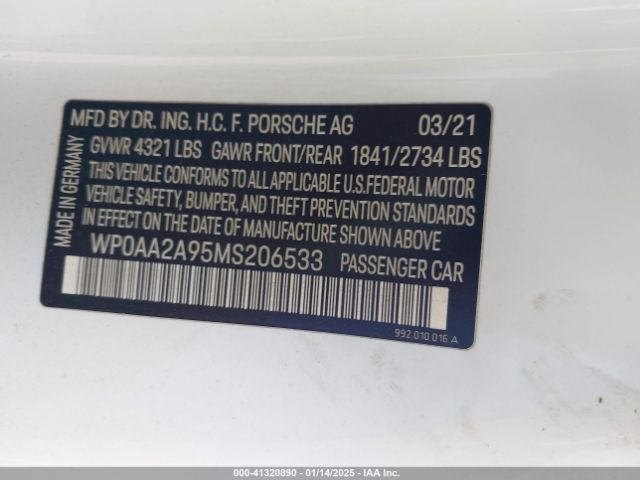 MFD BY DR. ING. H.C. F. PORSCHE AG 03/21
GVWR 4321 LBS GAWR FRONT/REAR 1841/2734 LBS
THIS VEHICLE CONFORMS TO ALL APPLICABLE U.S.FEDERAL MOTOR
VEHICLE SAFETY, BUMPER, AND THEFT PREVENTION STANDARDS
IN EFFECT ON THE DATE OF MANUFACTURE SHOWN ABOVE.
WP0AA2A95MS206533 PASSENGER CAR
992.010.016.A
MADE IN GERMANY
000-41320890 - 01/14/2025 - IAA Inc.